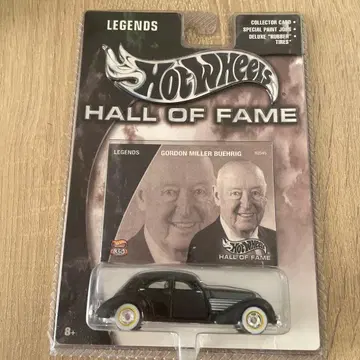 LEGENDS
COLLECTOR CARD •
SPECIAL PAINT JOB •
DELUXE "RUBBER"
TIRES •
Hot Wheels
HALL OF FAME
LEGENDS
GORDON MILLER BUEHRIG
Hot Wheels
HALL OF FAME
8+